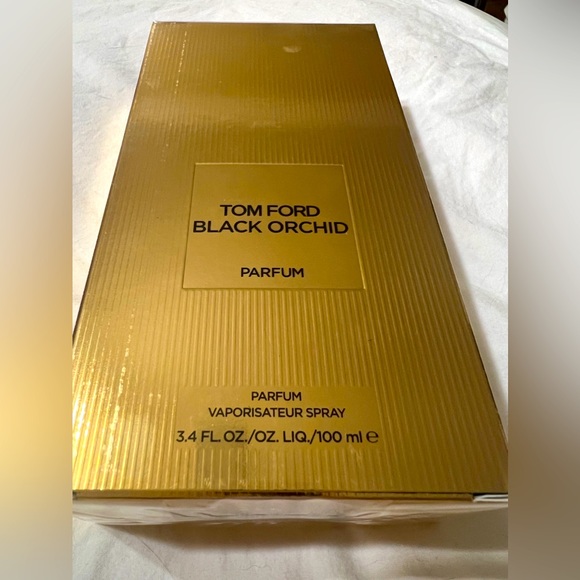 TOM FORD
BLACK ORCHID
PARFUM
PARFUM
VAPORISATEUR SPRAY
3.4 FL. OZ./OZ. LIQ./100 ml ℮